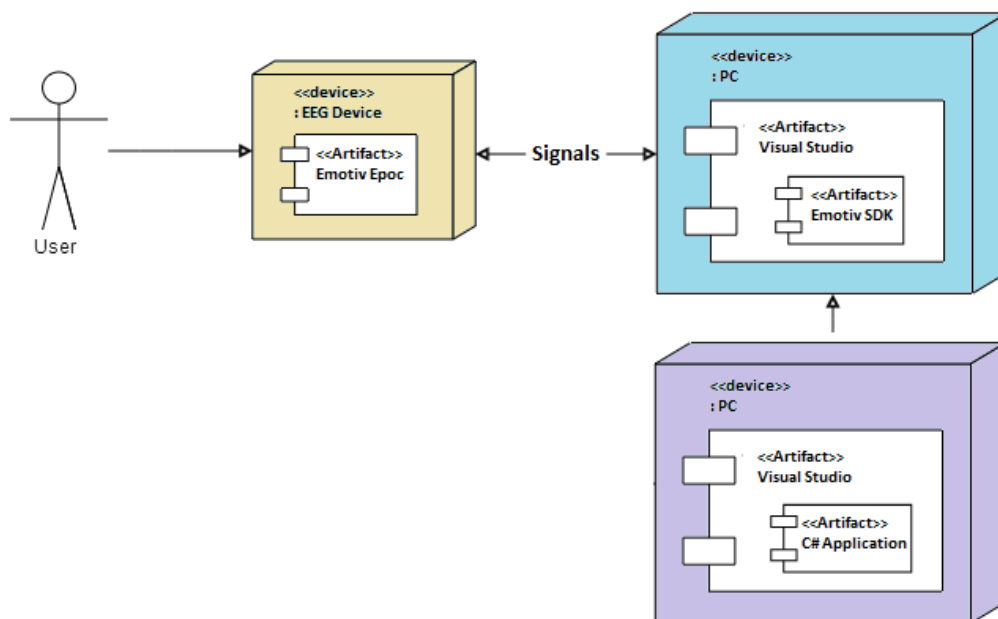 <<device>>
: PC
<<Artifact>>
Visual Studio
<<Artifact>>
Emotiv SDK
<<device>>
: EEG Device
<<Artifact>>
Emotiv Epoc
Signals
User
<<device>>
: PC
<<Artifact>>
Visual Studio
<<Artifact>>
C# Application